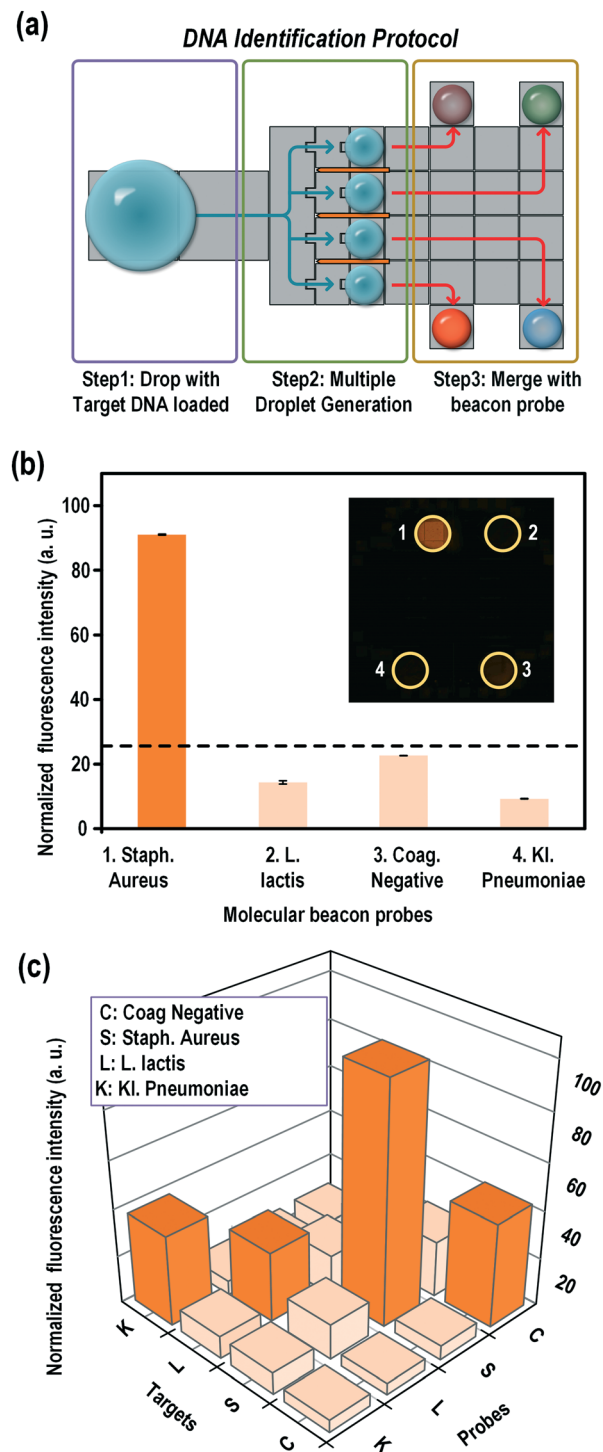 (a)
DNA Identification Protocol
Step1: Drop with
Target DNA loaded
Step2: Multiple
Droplet Generation
Step3: Merge with
beacon probe
(b)
Normalized fluorescence intensity (a. u.)
100
80
60
40
20
0
1
2
4
3
1. Staph.
Aureus
2. L.
lactis
3. Coag.
Negative
4. Kl.
Pneumoniae
Molecular beacon probes
(c)
Normalized fluorescence intensity (a. u.)
C: Coag Negative
S: Staph. Aureus
L: L. lactis
K: Kl. Pneumoniae
100
80
60
40
20
K
L
S
C
Targets
K
L
S
C
Probes